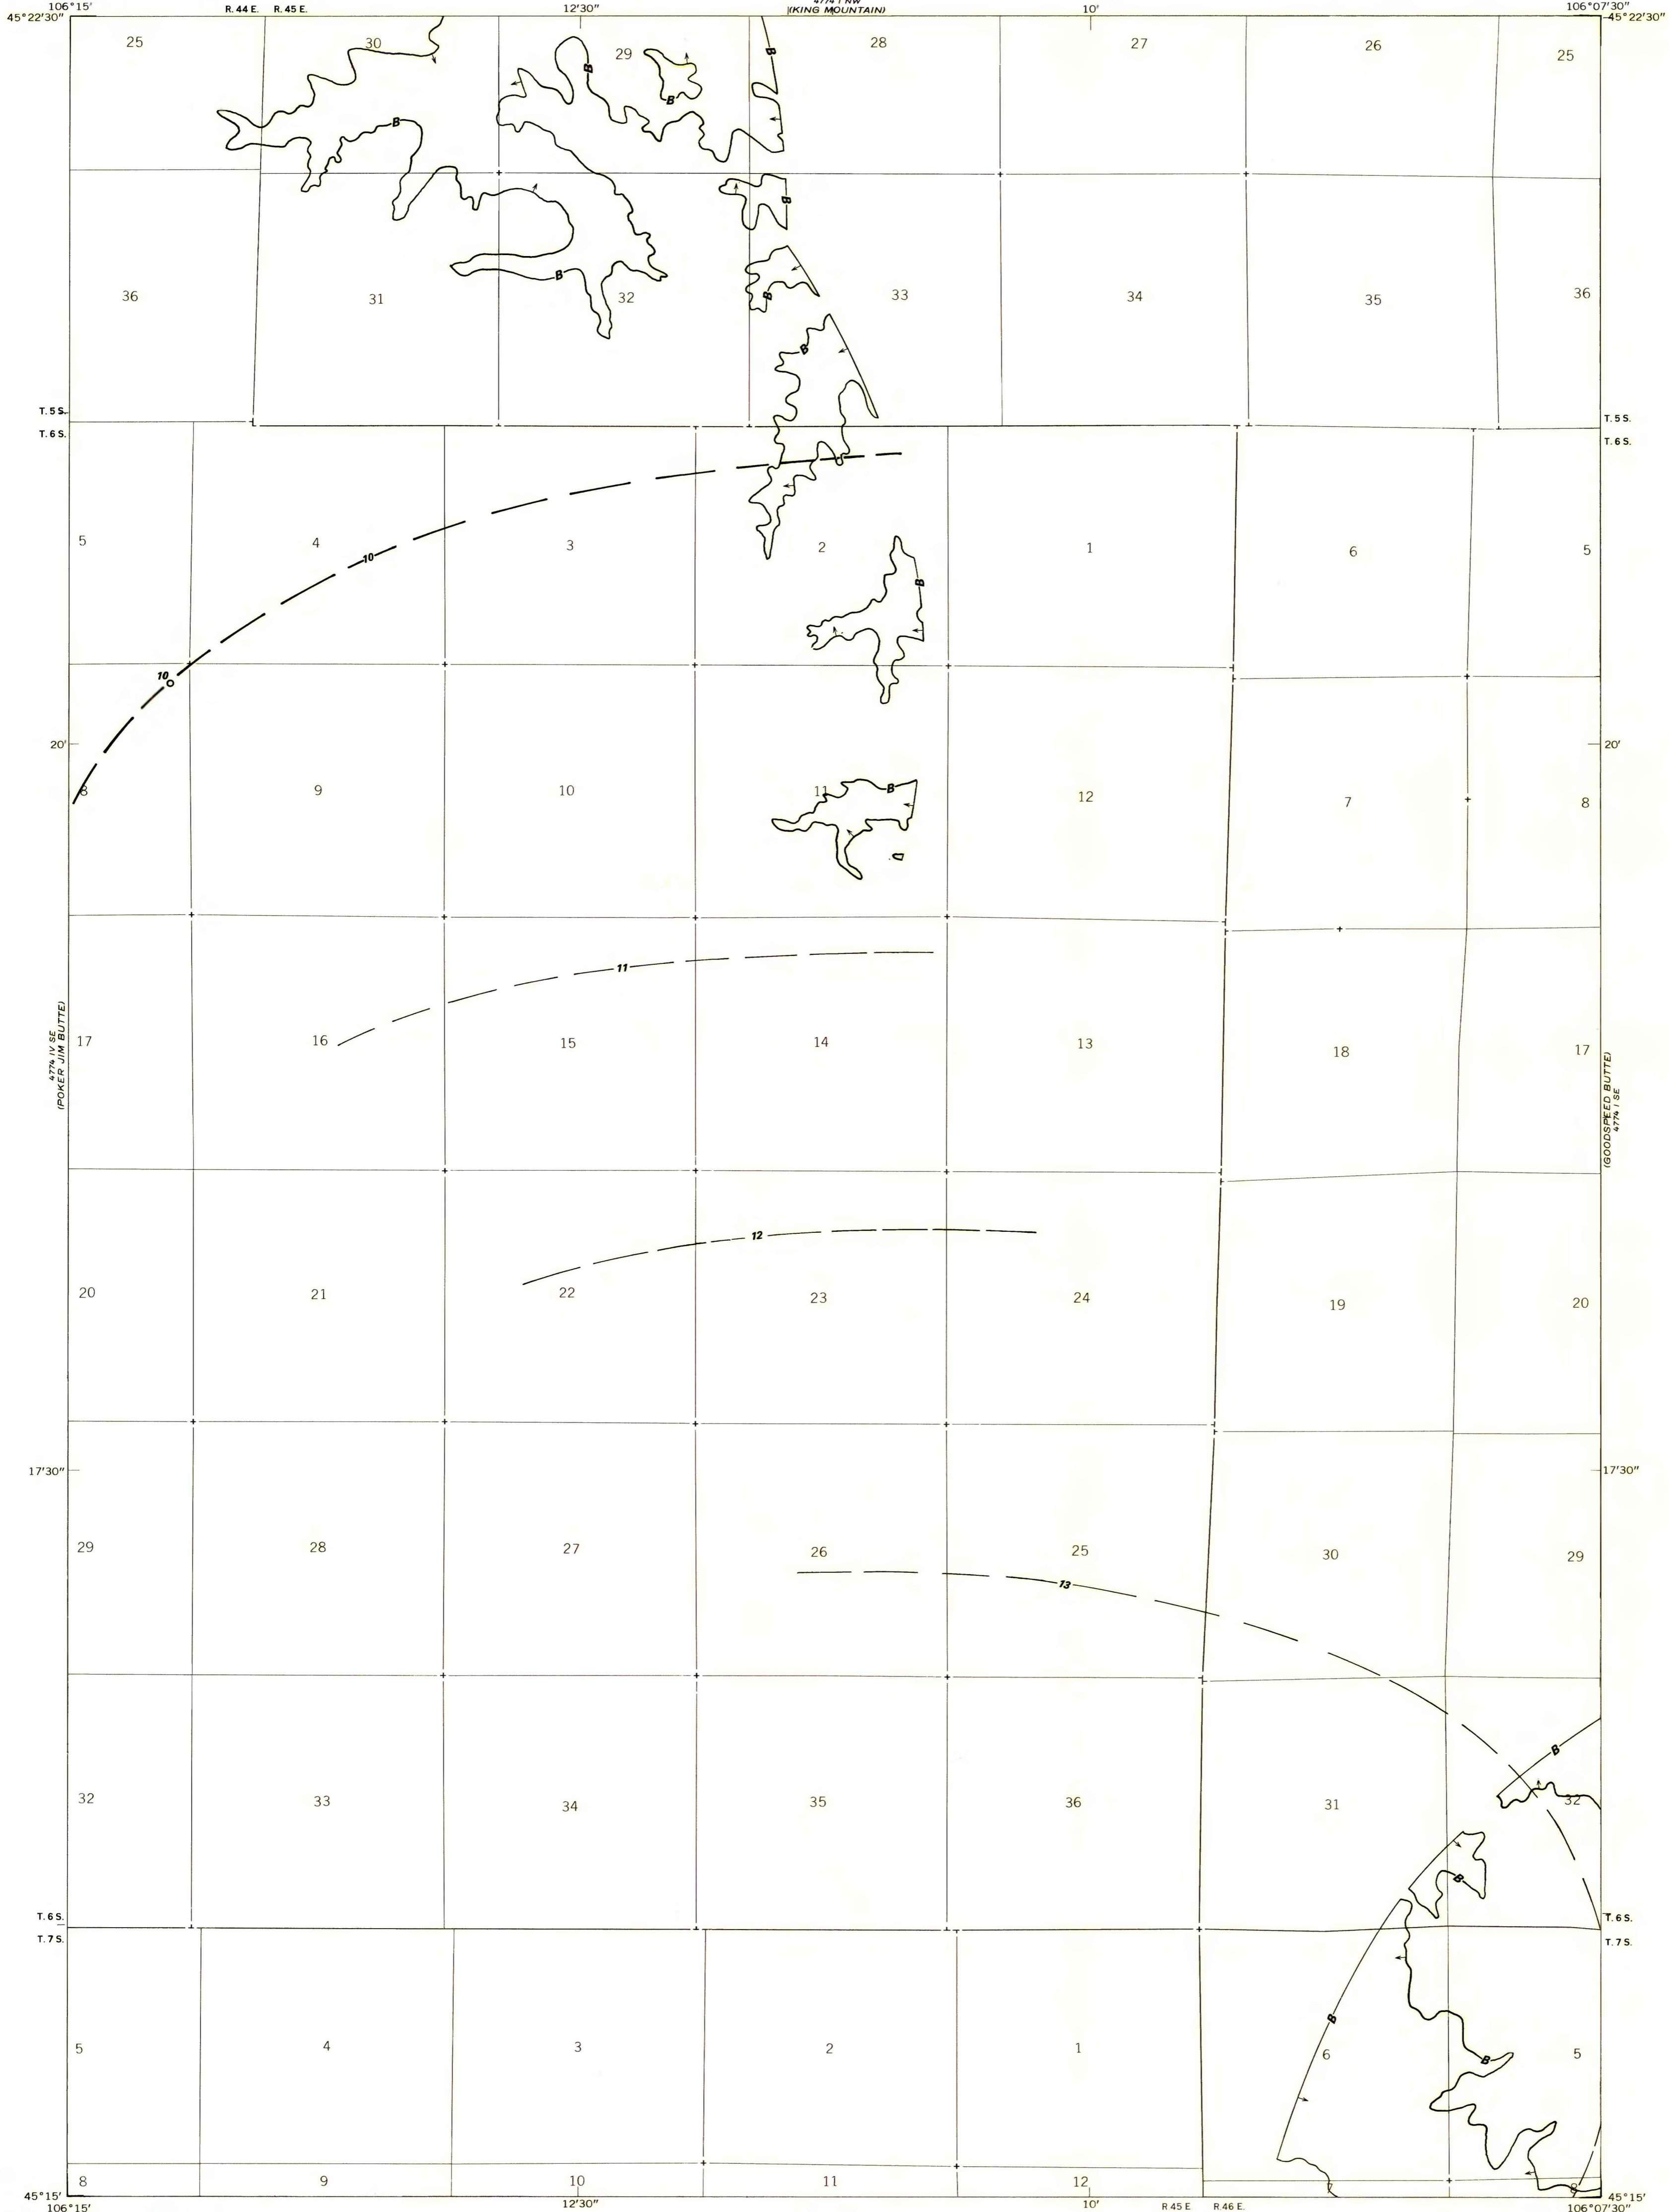 106°15′ R. 44 E. R. 45 E. 12′30″ 4774 I NW 10′ 106°07′30″
45°22′30″ (KING MOUNTAIN) 45°22′30″
25 30 29 28 27 26 25
B B
B
B
B
B
36 31 32 33 34 35 36
B B
B
T. 5 S. T. 5 S.
T. 6 S. T. 6 S.
5 4 3 2 1 6 5
10
B
10
20′ 20′
8 9 10 11 12 7 8
B
11
4774 IV SE
(POKER JIM BUTTE)
17 16 15 14 13 18 17
(GOODSPEED BUTTE)
4774 I SE
12
20 21 22 23 24 19 20
17′30″ 17′30″
29 28 27 26 25 30 29
13
B
32 33 34 35 36 31 32
B
T. 6 S. T. 6 S.
T. 7 S. T. 7 S.
B
5 4 3 2 1 6 5
B
8 9 10 11 12 7 8
45°15′ 45°15′
106°15′ 12′30″ 10′ R 45 E R 46 E. 106°07′30″